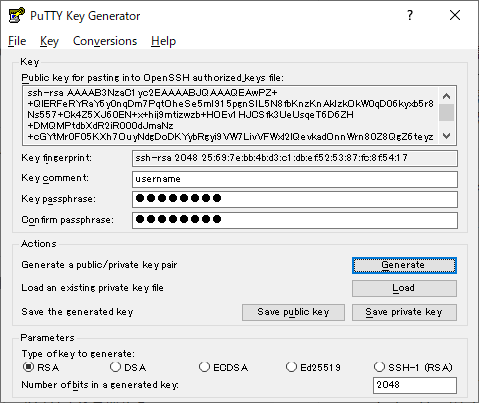 PuTTY Key Generator
File Key Conversions Help
Key
Public key for pasting into OpenSSH authorized_keys file:
ssh-rsa AAAAB3NzaC1yc2EAAAABJQAAAQEAwPZ+
+QIERFeRYRaY6y0nqDm7PqtOheSe5mI915pgnSIL5N8fbKnzKnAkIzkOkW0qD06kyxb5r8
Ns557+Ck4Z5XJ60EN+x+hij9mtizwzb+HOEv1HJCSfk3UeUsqeT6D6ZH
+DMQMPtdbXdR2iR000dJmaNz
+cGYtMr0F05KXh7OuyNdgDoDKYybRgyi9VW7LivVFWxl2IQevkadOnnWrn80Z8QgZ6teyz
Key fingerprint: ssh-rsa 2048 25:69:7e:bb:4b:d3:c1:db:ef:52:53:87:fc:8f:54:17
Key comment: username
Key passphrase: ●●●●●●●●
Confirm passphrase: ●●●●●●●●
Actions
Generate a public/private key pair Generate
Load an existing private key file Load
Save the generated key Save public key Save private key
Parameters
Type of key to generate:
RSA DSA ECDSA Ed25519 SSH-1 (RSA)
Number of bits in a generated key: 2048